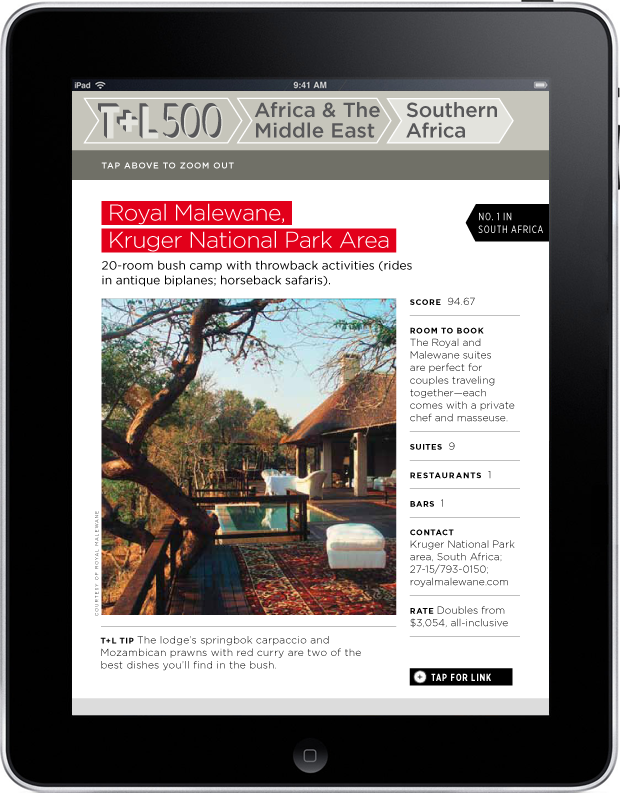 iPad
9:41 AM
T+L 500
Africa & The
Middle East
Southern
Africa
TAP ABOVE TO ZOOM OUT
Royal Malewane,
Kruger National Park Area
NO. 1 IN
SOUTH AFRICA
20-room bush camp with throwback activities (rides
in antique biplanes; horseback safaris).
COURTESY OF ROYAL MALEWANE
SCORE 94.67
ROOM TO BOOK
The Royal and
Malewane suites
are perfect for
couples traveling
together—each
comes with a private
chef and masseuse.
SUITES 9
RESTAURANTS 1
BARS 1
CONTACT
Kruger National Park
area, South Africa;
27-15/793-0150;
royalmalewane.com
RATE Doubles from
$3,054, all-inclusive
T+L TIP The lodge's springbok carpaccio and
Mozambican prawns with red curry are two of the
best dishes you'll find in the bush.
TAP FOR LINK